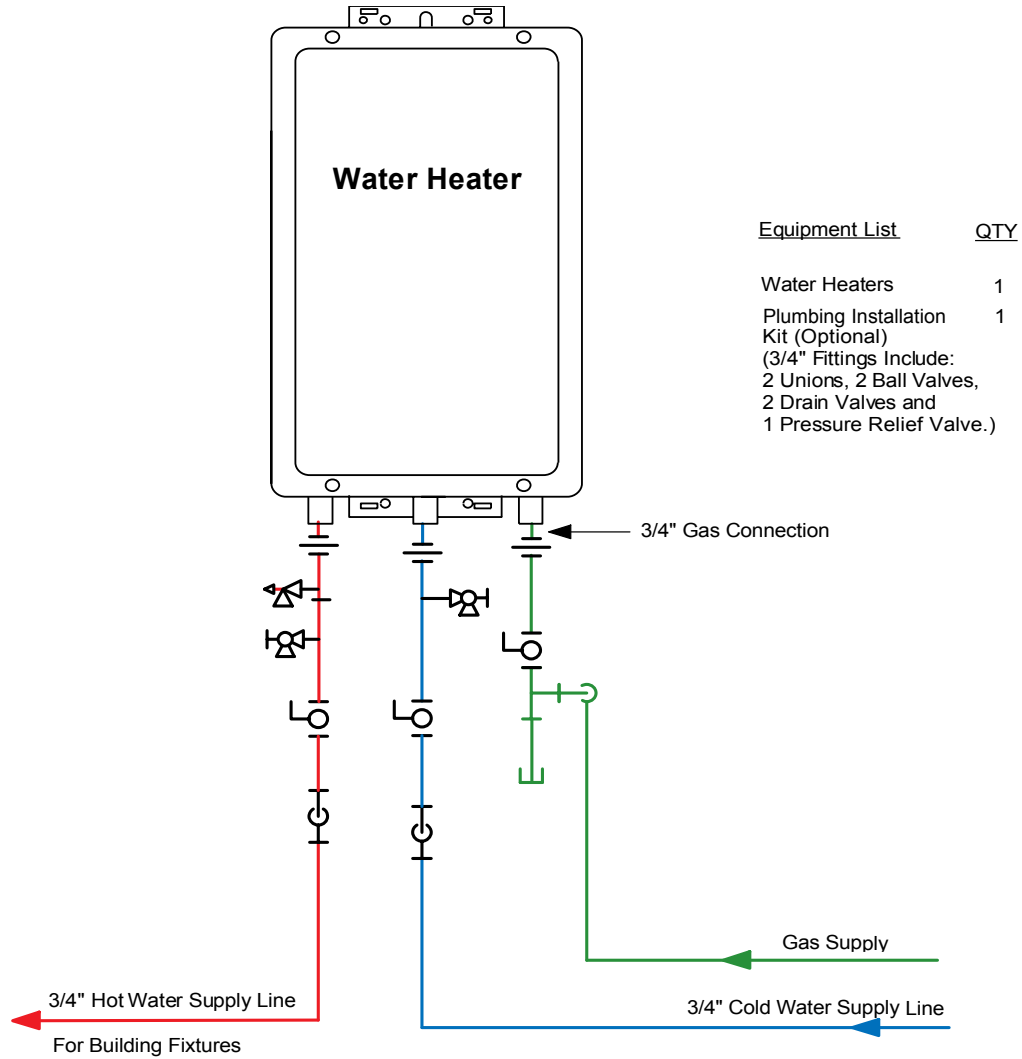 Water Heater
Equipment List QTY
Water Heaters 1
Plumbing Installation 1
Kit (Optional)
(3/4" Fittings Include:
2 Unions, 2 Ball Valves,
2 Drain Valves and
1 Pressure Relief Valve.)
3/4" Gas Connection
Gas Supply
3/4" Hot Water Supply Line
3/4" Cold Water Supply Line
For Building Fixtures